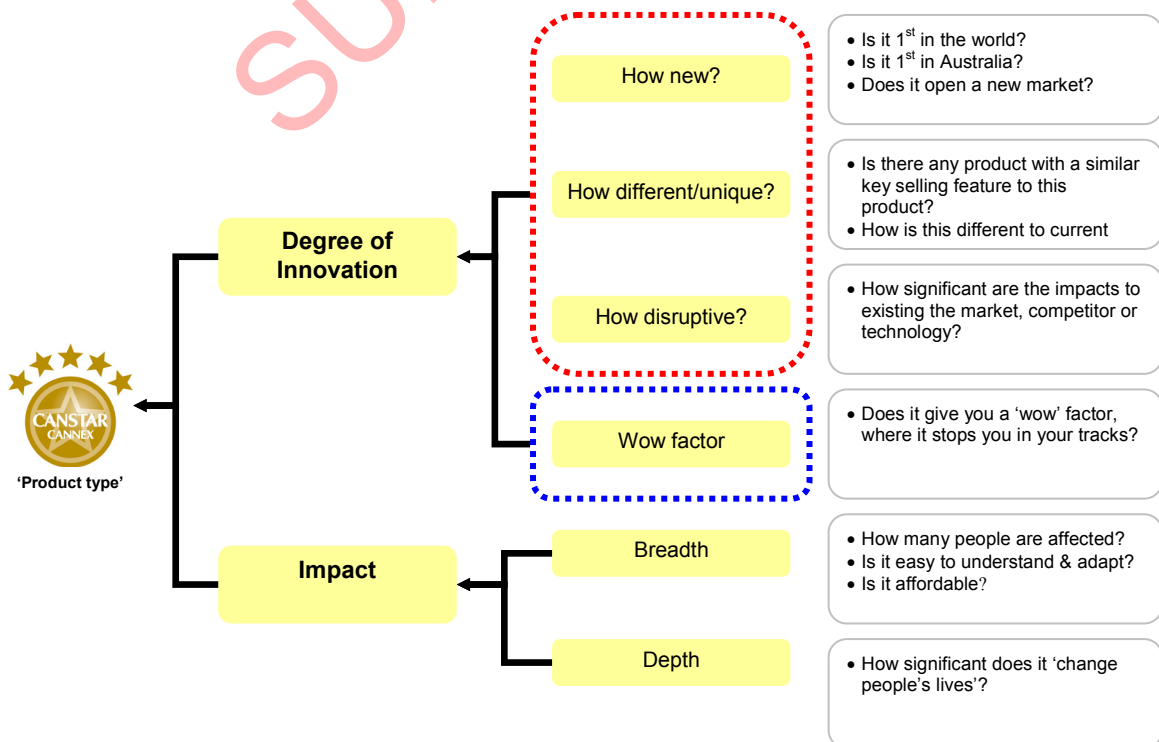 SU
How new?
• Is it 1st in the world?
• Is it 1st in Australia?
• Does it open a new market?
How different/unique?
• Is there any product with a similar
key selling feature to this
product?
• How is this different to current
Degree of
Innovation
How disruptive?
• How significant are the impacts to
existing the market, competitor or
technology?
CANSTAR
CANNEX
'Product type'
Wow factor
• Does it give you a 'wow' factor,
where it stops you in your tracks?
Impact
Breadth
• How many people are affected?
• Is it easy to understand & adapt?
• Is it affordable?
Depth
• How significant does it 'change
people's lives'?